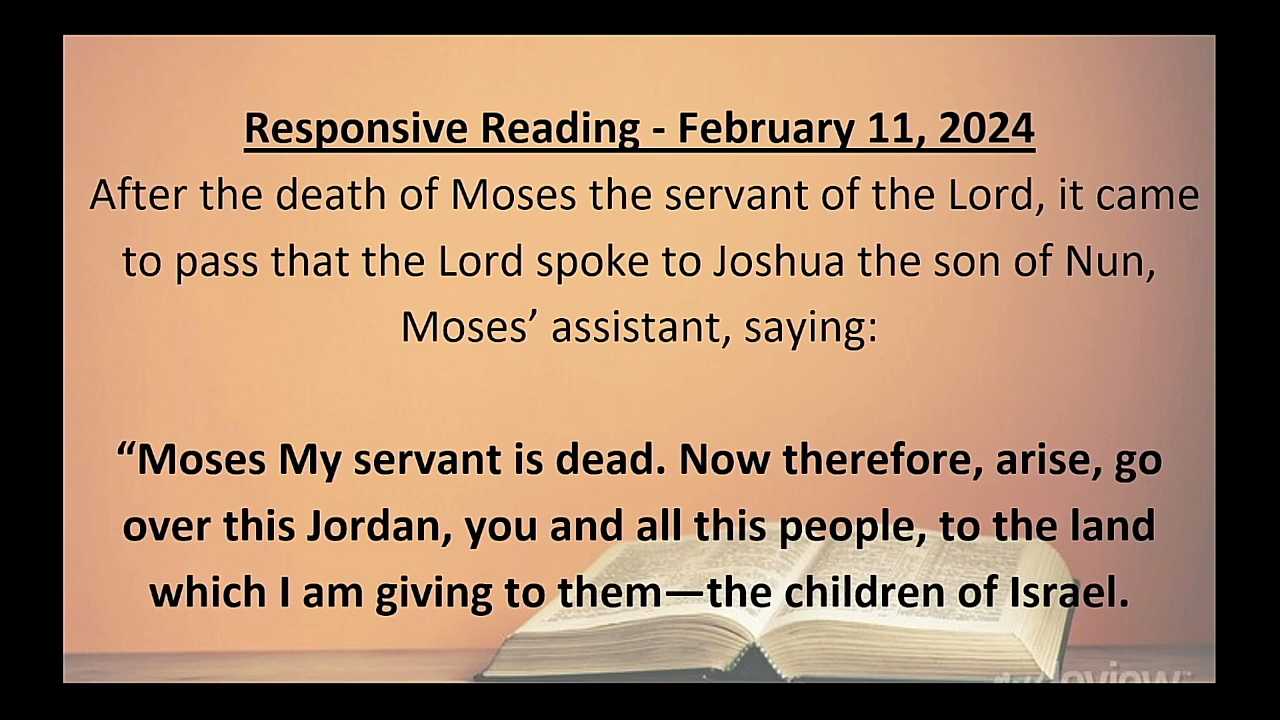 Responsive Reading - February 11, 2024
After the death of Moses the servant of the Lord, it came
to pass that the Lord spoke to Joshua the son of Nun,
Moses’ assistant, saying:
“Moses My servant is dead. Now therefore, arise, go
over this Jordan, you and all this people, to the land
which I am giving to them—the children of Israel.